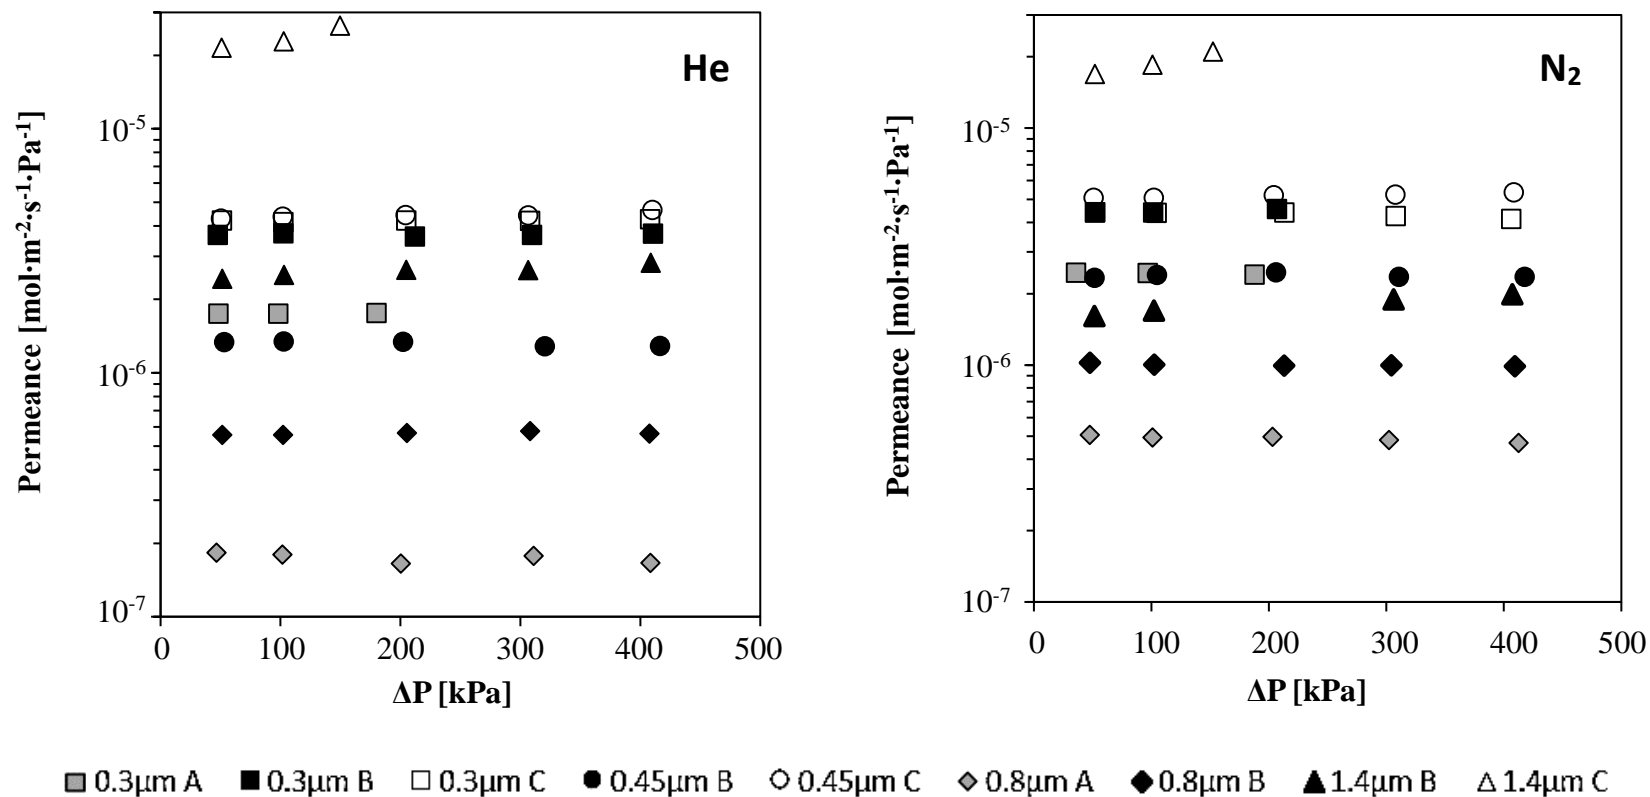 He
Permeance [mol·m-2·s-1·Pa-1]
10-5
10-6
10-7
0 100 200 300 400 500
ΔP [kPa]
N2
Permeance [mol·m-2·s-1·Pa-1]
10-5
10-6
10-7
0 100 200 300 400 500
ΔP [kPa]
0.3μm A 0.3μm B 0.3μm C 0.45μm B 0.45μm C 0.8μm A 0.8μm B 1.4μm B 1.4μm C